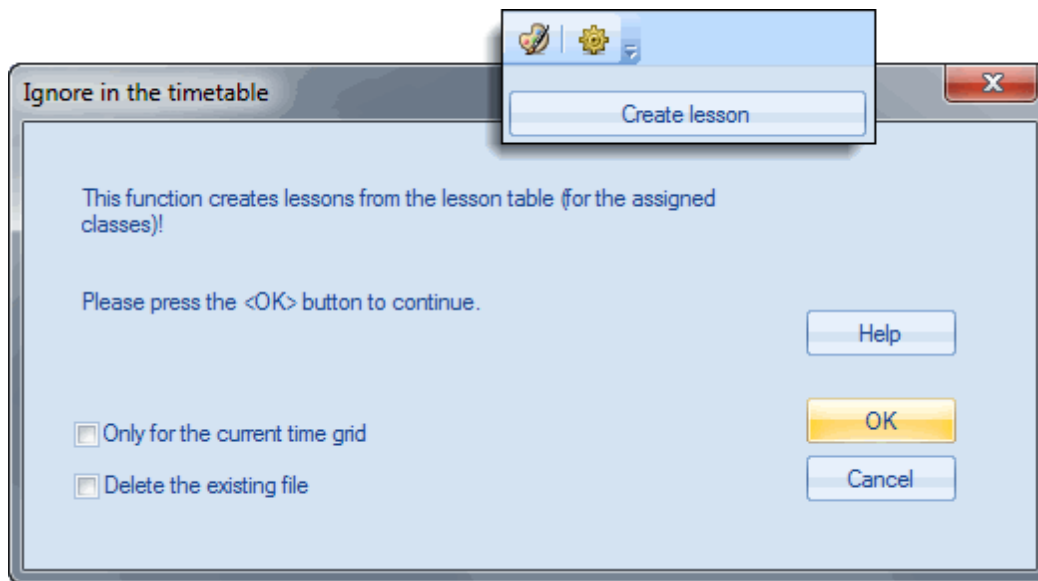 Ignore in the timetable
Create lesson
This function creates lessons from the lesson table (for the assigned
classes)!
Please press the <OK> button to continue.
Help
Only for the current time grid
OK
Delete the existing file
Cancel